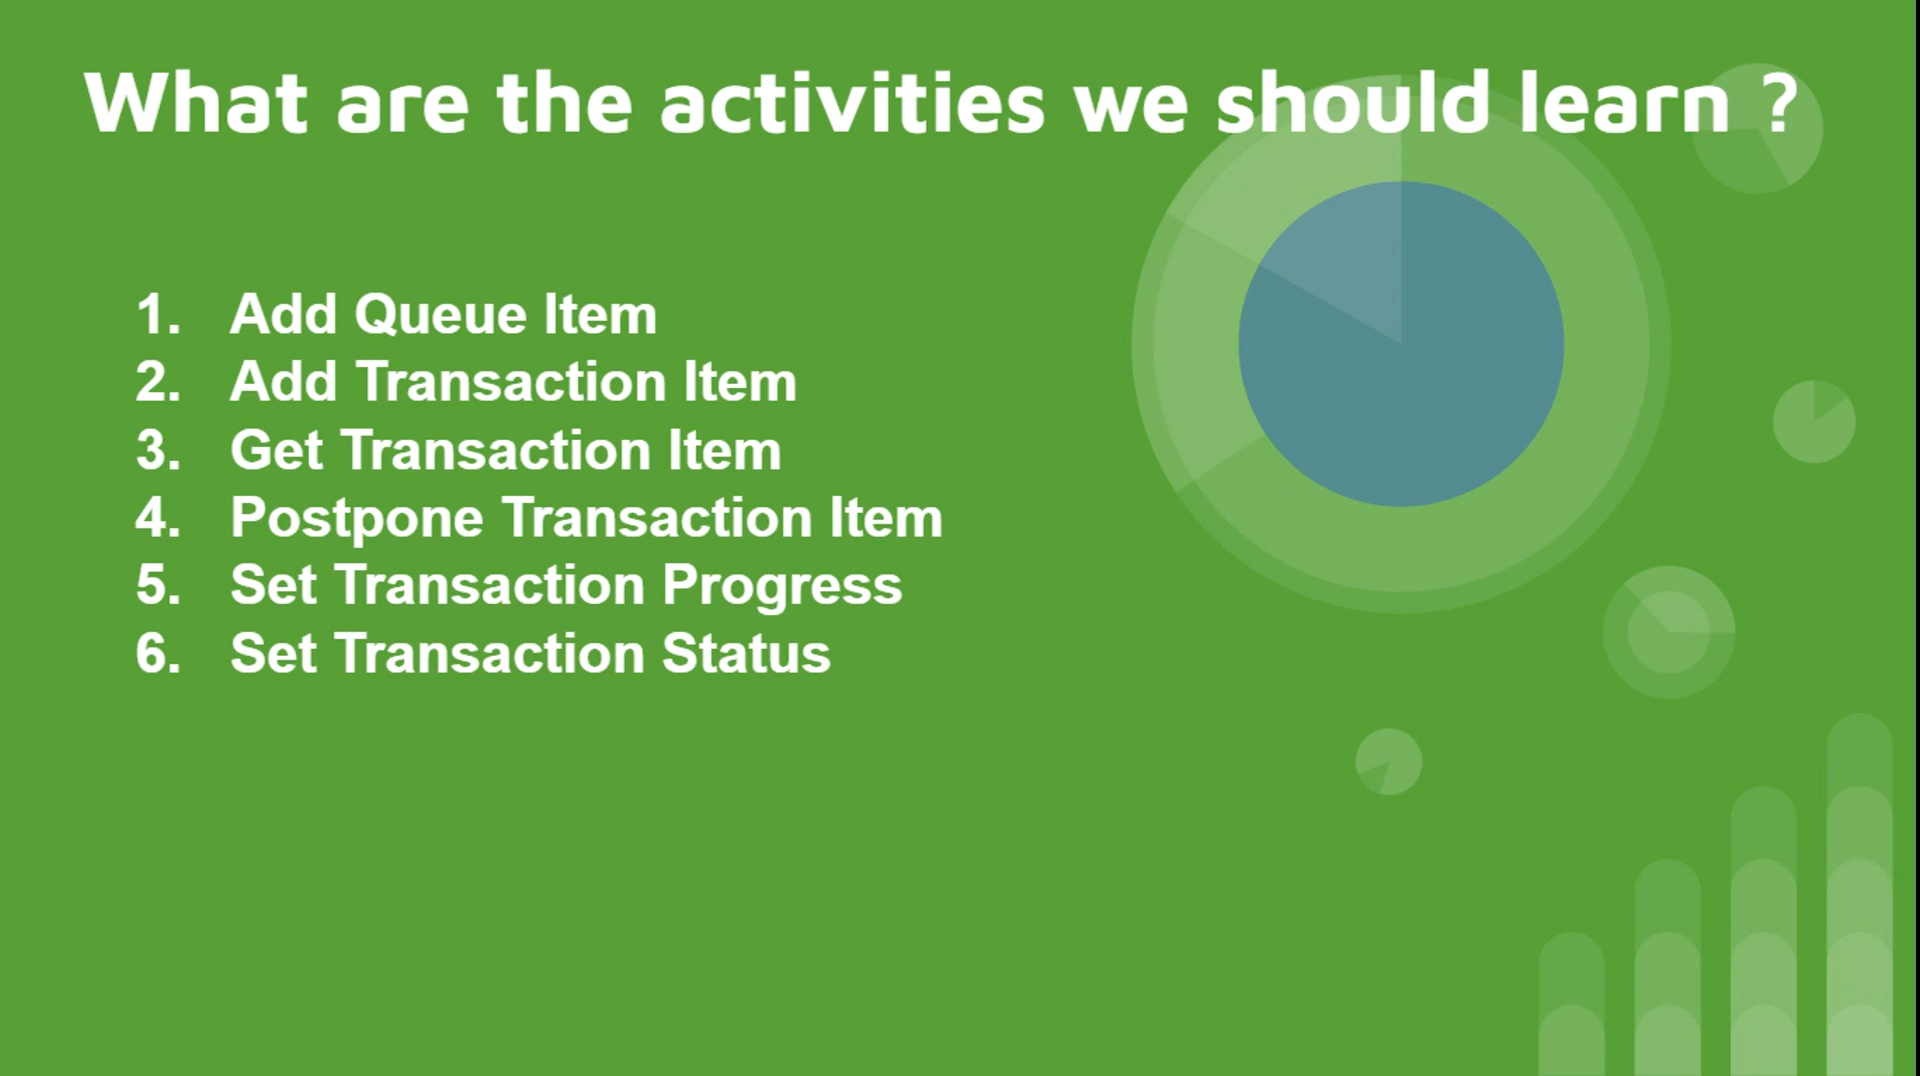 What are the activities we should learn ?
1. Add Queue Item
2. Add Transaction Item
3. Get Transaction Item
4. Postpone Transaction Item
5. Set Transaction Progress
6. Set Transaction Status